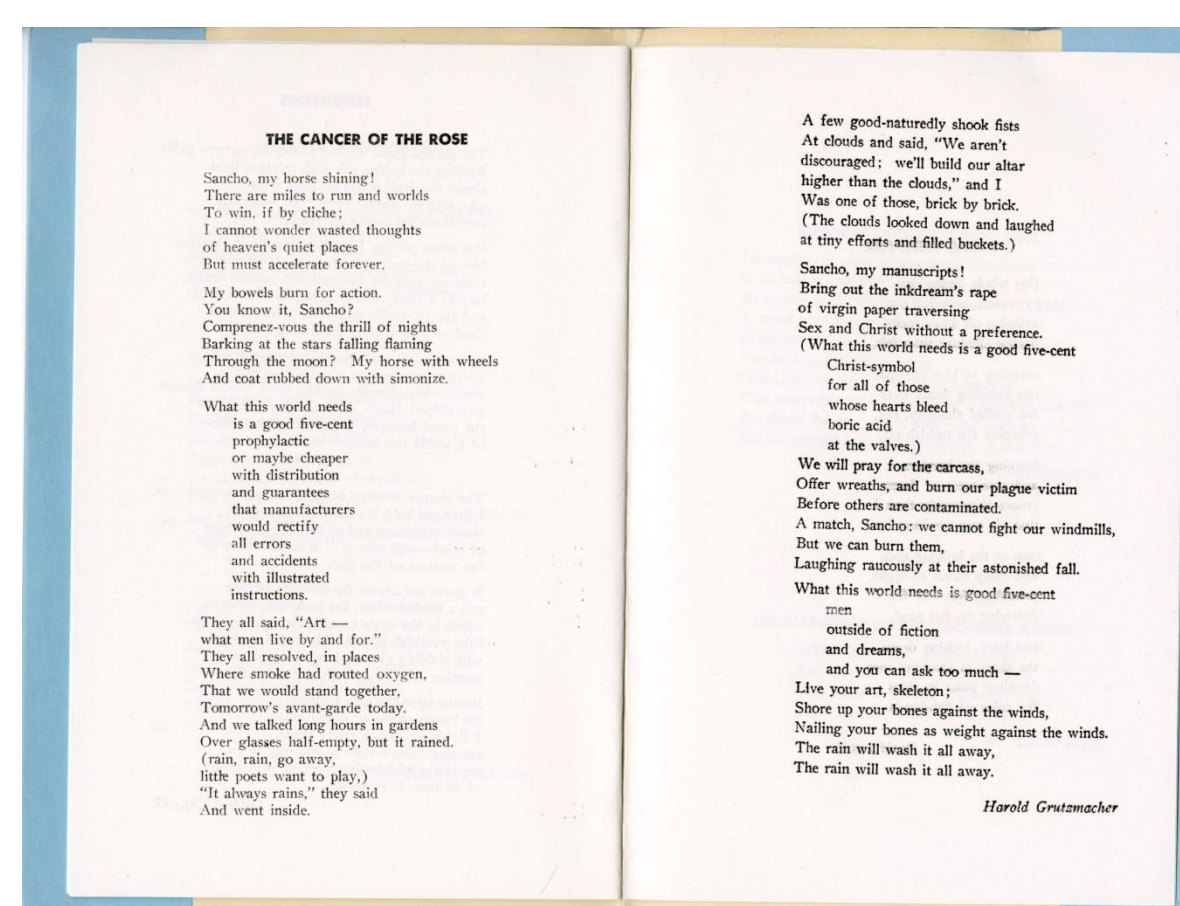 THE CANCER OF THE ROSE
Sancho, my horse shining!
There are miles to run and worlds
To win, if by cliche;
I cannot wonder wasted thoughts
of heaven's quiet places
But must accelerate forever.
My bowels burn for action.
You know it, Sancho?
Comprenez-vous the thrill of nights
Barking at the stars falling flaming
Through the moon? My horse with wheels
And coat rubbed down with simonize.
What this world needs
is a good five-cent
prophylactic
or maybe cheaper
with distribution
and guarantees
that manufacturers
would rectify
all errors
and accidents
with illustrated
instructions.
They all said, "Art —
what men live by and for."
They all resolved, in places
Where smoke had routed oxygen,
That we would stand together,
Tomorrow's avant-garde today.
And we talked long hours in gardens
Over glasses half-empty, but it rained.
(rain, rain, go away,
little poets want to play,)
"It always rains," they said
And went inside.
A few good-naturedly shook fists
At clouds and said, "We aren't
discouraged; we'll build our altar
higher than the clouds," and I
Was one of those, brick by brick.
(The clouds looked down and laughed
at tiny efforts and filled buckets.)
Sancho, my manuscripts!
Bring out the inkdream's rape
of virgin paper traversing
Sex and Christ without a preference.
(What this world needs is a good five-cent
Christ-symbol
for all of those
whose hearts bleed
boric acid
at the valves.)
We will pray for the carcass,
Offer wreaths, and burn our plague victim
Before others are contaminated.
A match, Sancho: we cannot fight our windmills,
But we can burn them,
Laughing raucously at their astonished fall.
What this world needs is good five-cent
men
outside of fiction
and dreams,
and you can ask too much —
Live your art, skeleton;
Shore up your bones against the winds,
Nailing your bones as weight against the winds.
The rain will wash it all away,
The rain will wash it all away.
Harold Grutzmacher